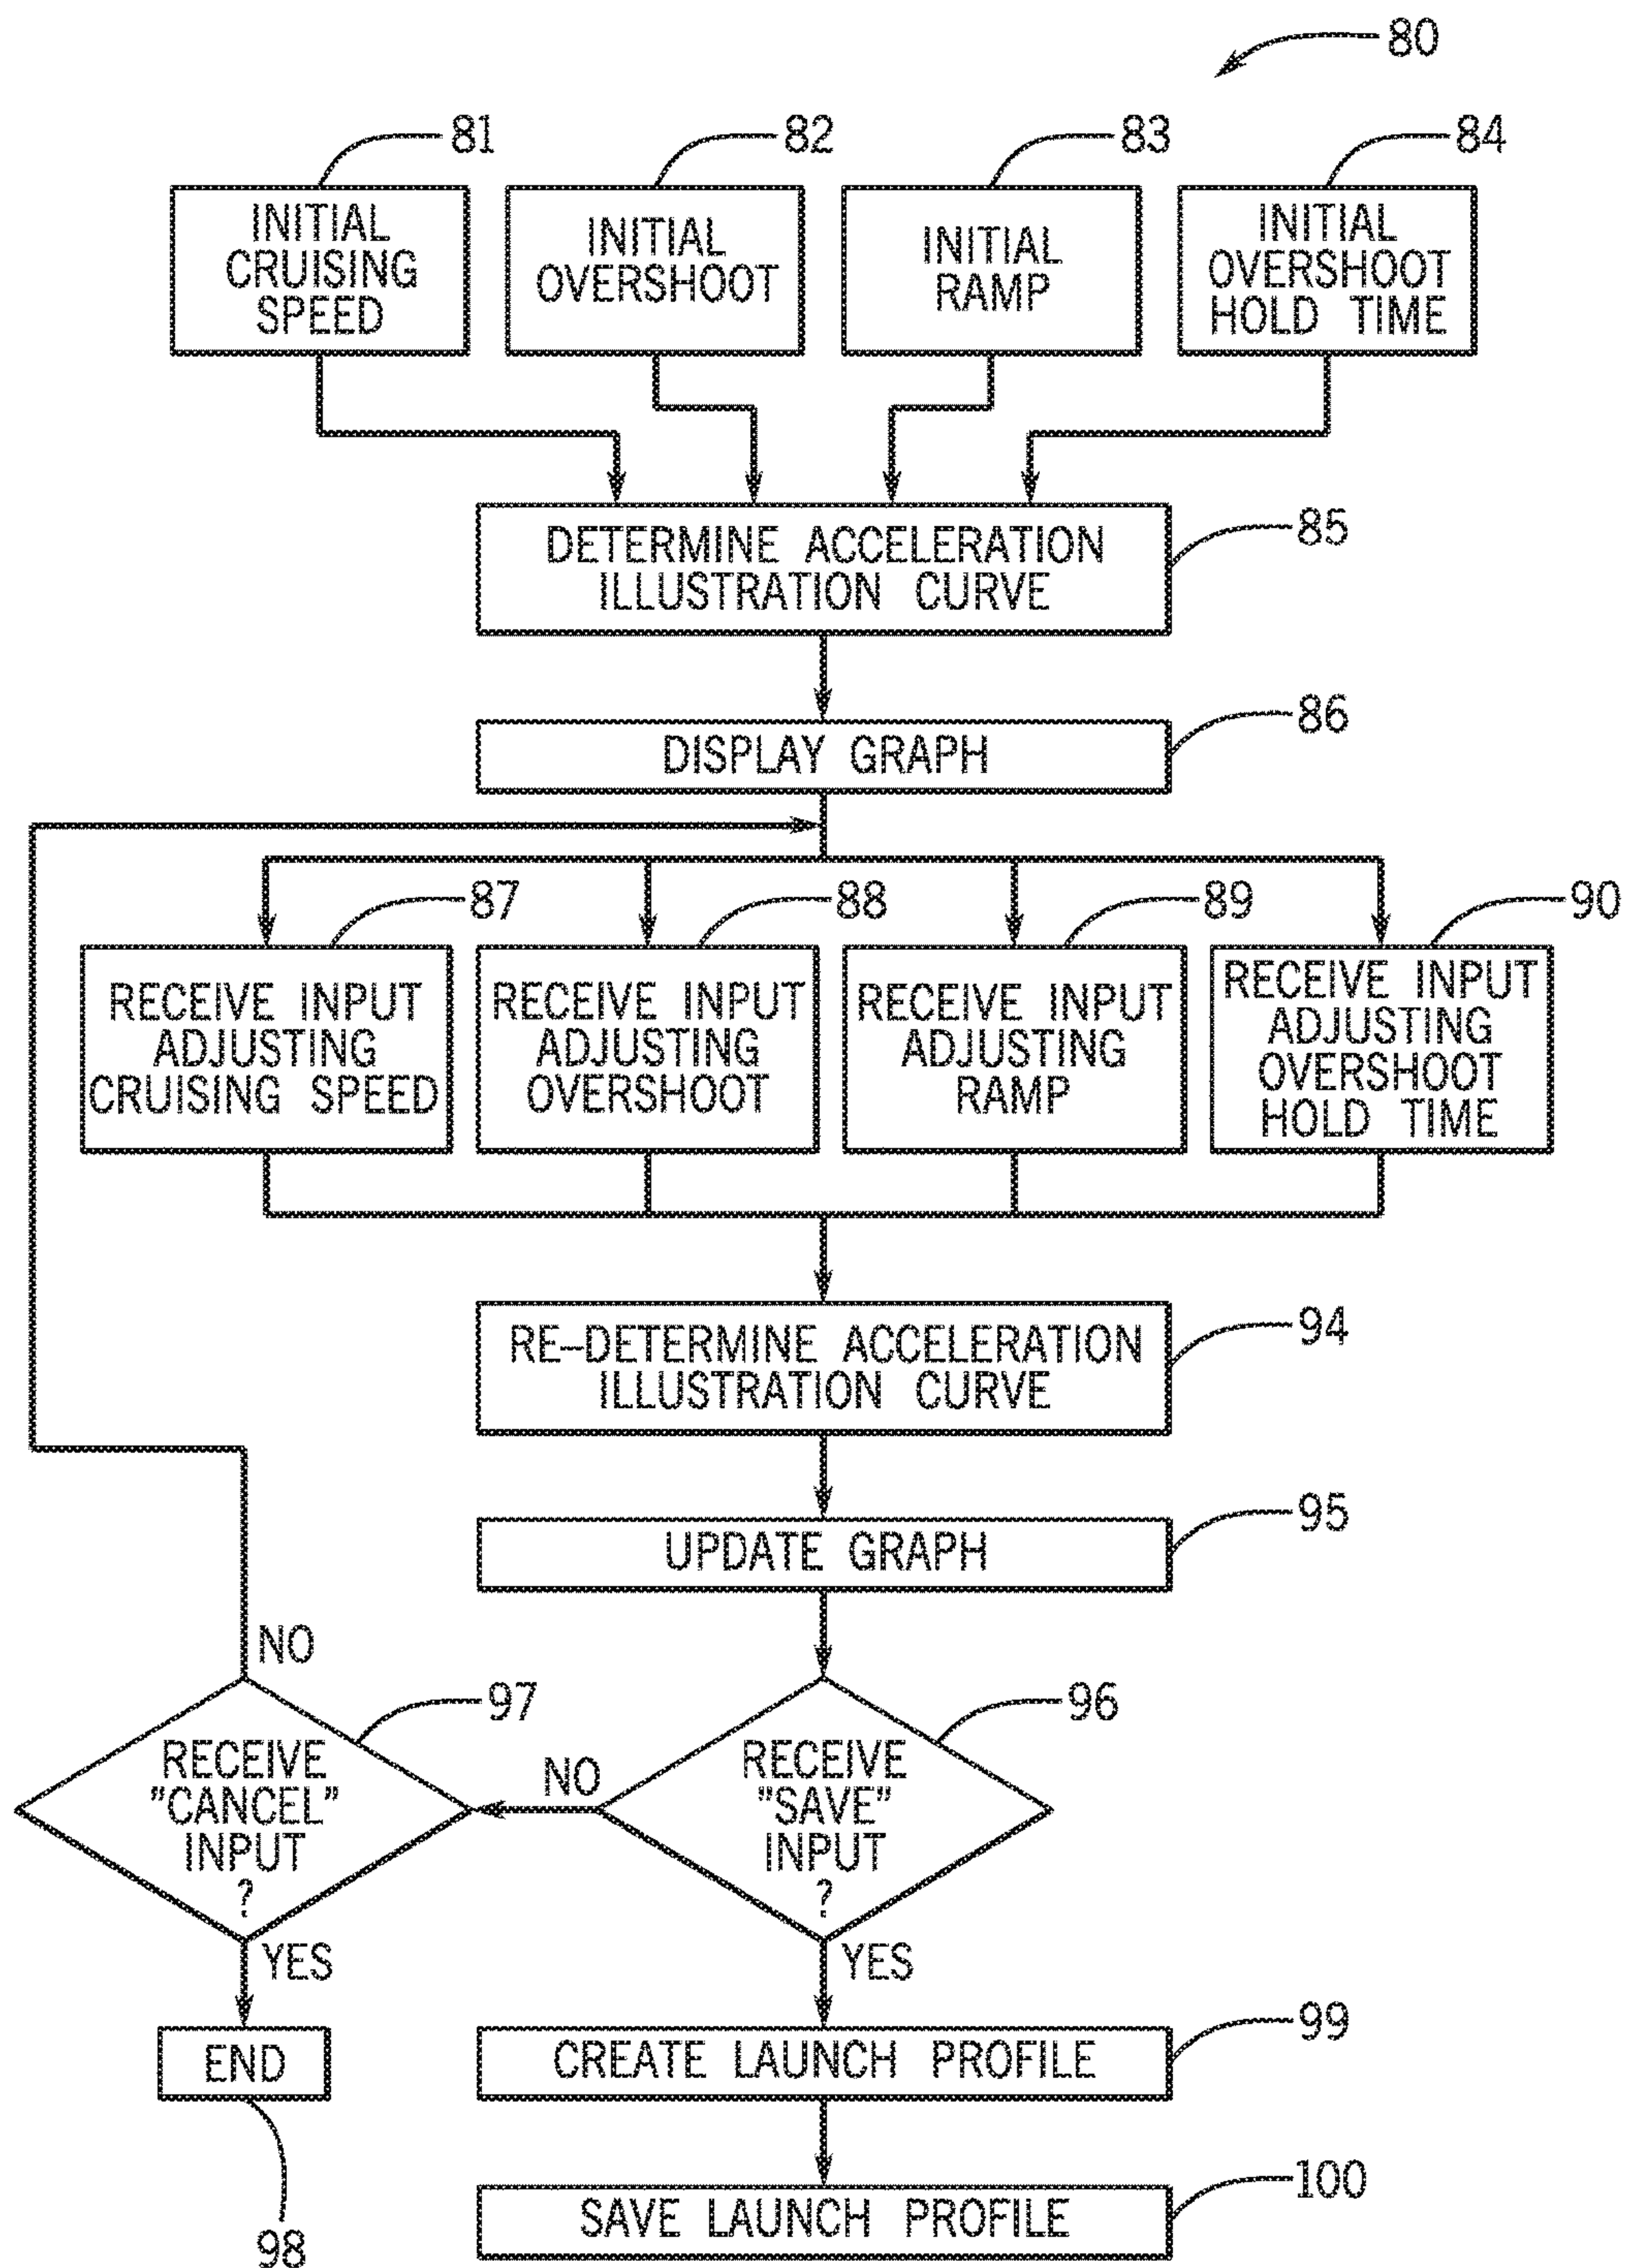 80
81
82
83
84
INITIAL
CRUISING
SPEED
INITIAL
OVERSHOOT
INITIAL
RAMP
INITIAL
OVERSHOOT
HOLD TIME
DETERMINE ACCELERATION
ILLUSTRATION CURVE
85
DISPLAY GRAPH
86
87
88
89
90
RECEIVE INPUT
ADJUSTING
CRUISING SPEED
RECEIVE INPUT
ADJUSTING
OVERSHOOT
RECEIVE INPUT
ADJUSTING
RAMP
RECEIVE INPUT
ADJUSTING
OVERSHOOT
HOLD TIME
RE-DETERMINE ACCELERATION
ILLUSTRATION CURVE
94
UPDATE GRAPH
95
NO
97
96
RECEIVE
"CANCEL"
INPUT
?
NO
RECEIVE
"SAVE"
INPUT
?
YES
YES
END
98
CREATE LAUNCH PROFILE
99
SAVE LAUNCH PROFILE
100